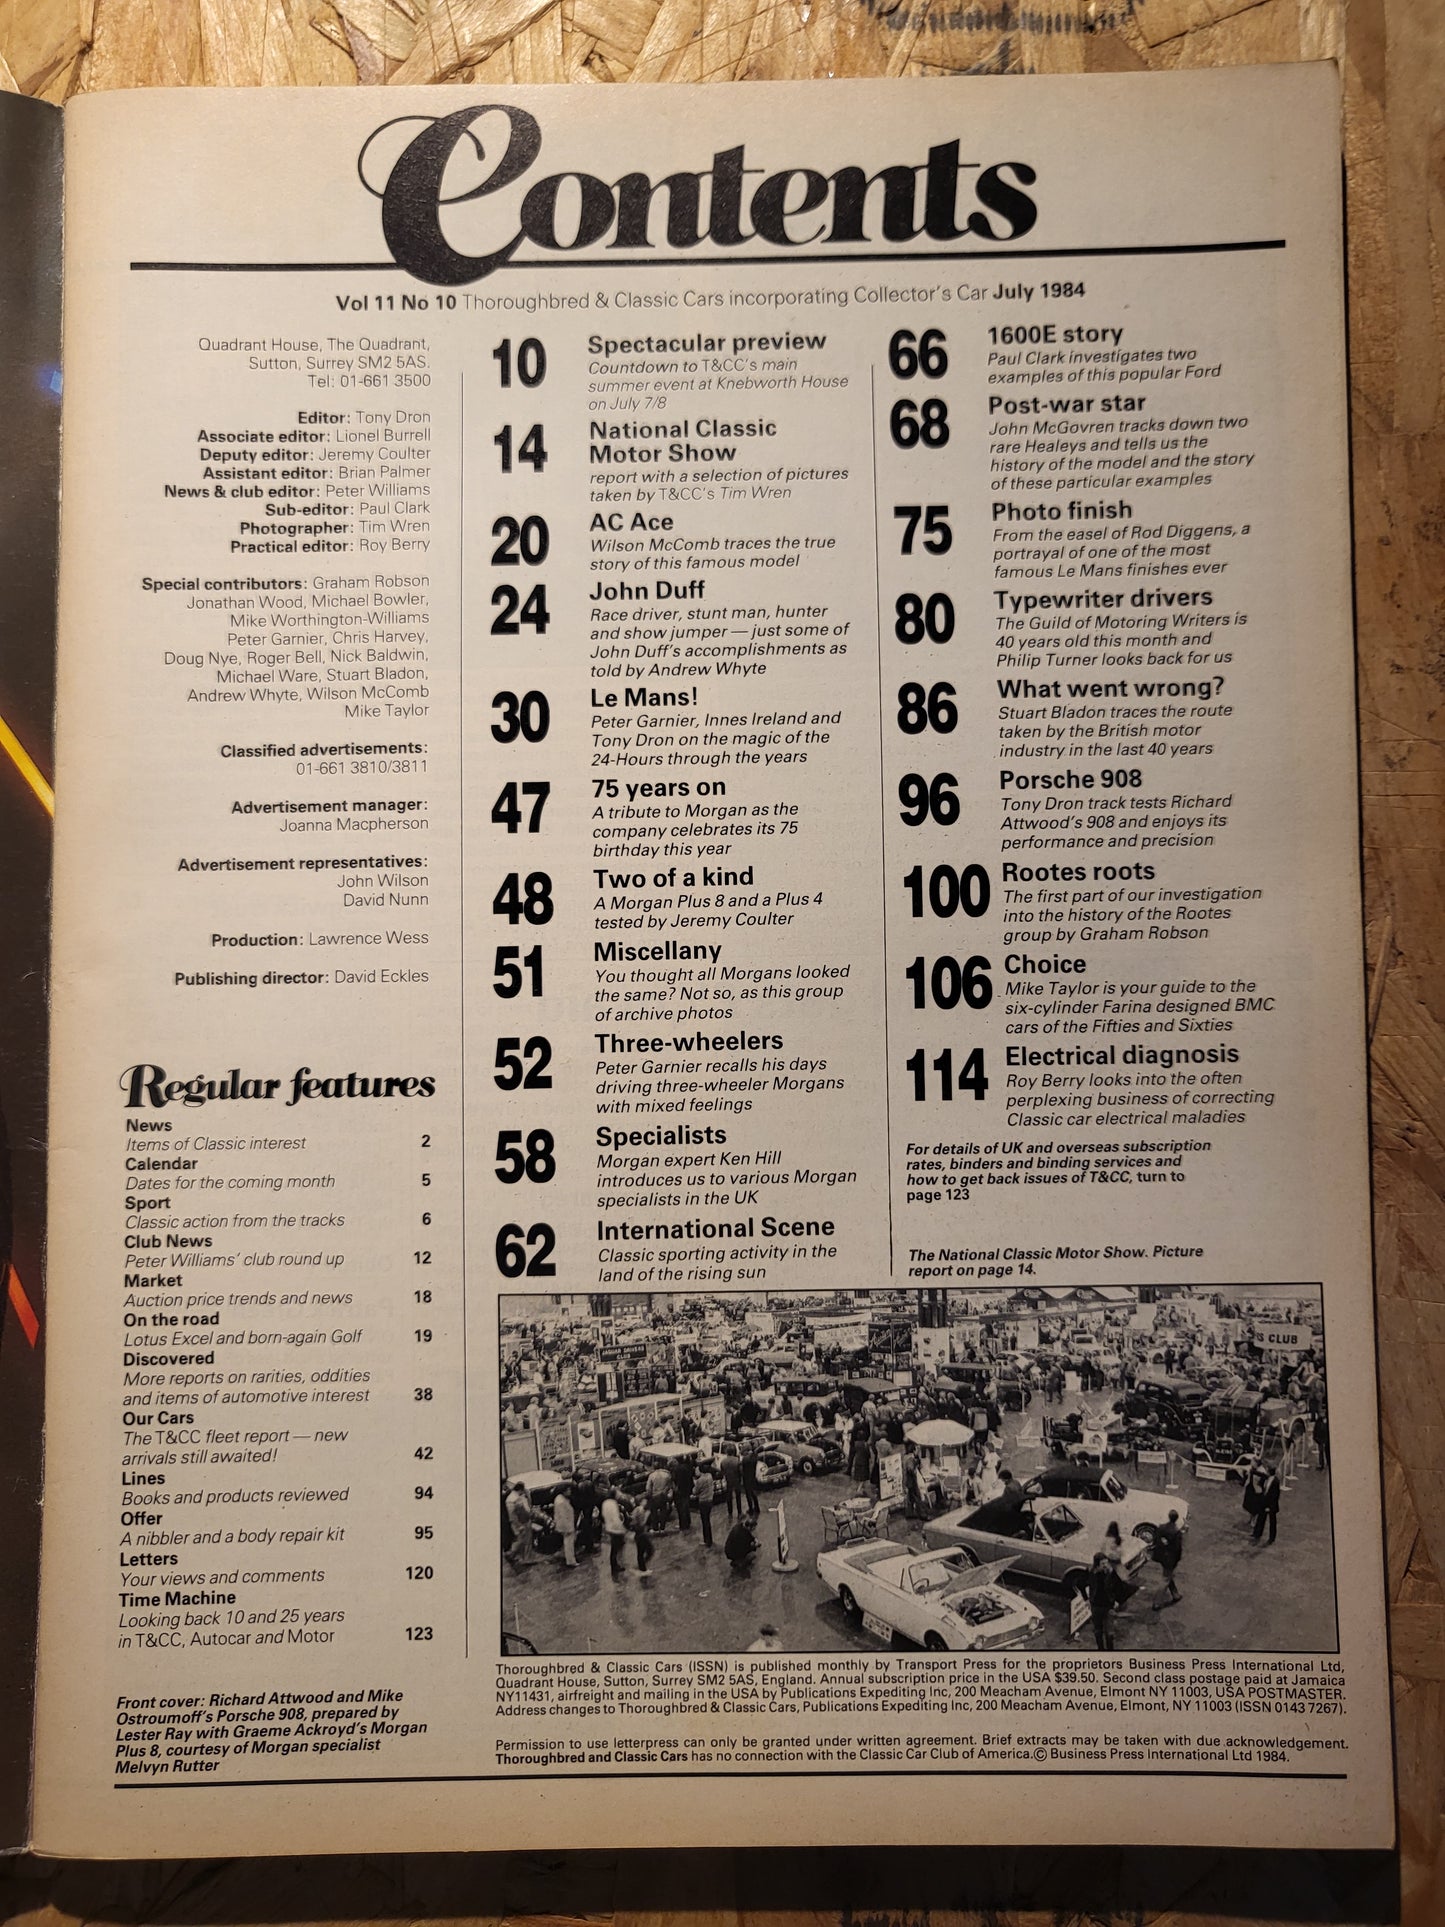 Contents
Vol 11 No 10 Thoroughbred & Classic Cars incorporating Collector's Car July 1984
Quadrant House, The Quadrant,
Sutton, Surrey SM2 5AS.
Tel: 01-661 3500
Editor: Tony Dron
Associate editor: Lionel Burrell
Deputy editor: Jeremy Coulter
Assistant editor: Brian Palmer
News & club editor: Peter Williams
Sub-editor: Paul Clark
Photographer: Tim Wren
Practical editor: Roy Berry
Special contributors: Graham Robson
Jonathan Wood, Michael Bowler,
Mike Worthington-Williams
Peter Garnier, Chris Harvey,
Doug Nye, Roger Bell, Nick Baldwin,
Michael Ware, Stuart Bladon,
Andrew Whyte, Wilson McComb
Mike Taylor
Classified advertisements:
01-661 3810/3811
Advertisement manager:
Joanna Macpherson
Advertisement representatives:
John Wilson
David Nunn
Production: Lawrence Wess
Publishing director: David Eckles
Regular features
News
Items of Classic interest 2
Calendar
Dates for the coming month 5
Sport
Classic action from the tracks 6
Club News
Peter Williams' club round up 12
Market
Auction price trends and news 18
On the road
Lotus Excel and born-again Golf 19
Discovered
More reports on rarities, oddities
and items of automotive interest 38
Our Cars
The T&CC fleet report — new
arrivals still awaited! 42
Lines
Books and products reviewed 94
Offer
A nibbler and a body repair kit 95
Letters
Your views and comments 120
Time Machine
Looking back 10 and 25 years
in T&CC, Autocar and Motor 123
Front cover: Richard Attwood and Mike
Ostroumoff's Porsche 908, prepared by
Lester Ray with Graeme Ackroyd's Morgan
Plus 8, courtesy of Morgan specialist
Melvyn Rutter
10 Spectacular preview
Countdown to T&CC's main
summer event at Knebworth House
on July 7/8
14 National Classic
Motor Show
report with a selection of pictures
taken by T&CC's Tim Wren
20 AC Ace
Wilson McComb traces the true
story of this famous model
24 John Duff
Race driver, stunt man, hunter
and show jumper — just some of
John Duff's accomplishments as
told by Andrew Whyte
30 Le Mans!
Peter Garnier, Innes Ireland and
Tony Dron on the magic of the
24-Hours through the years
47 75 years on
A tribute to Morgan as the
company celebrates its 75
birthday this year
48 Two of a kind
A Morgan Plus 8 and a Plus 4
tested by Jeremy Coulter
51 Miscellany
You thought all Morgans looked
the same? Not so, as this group
of archive photos
52 Three-wheelers
Peter Garnier recalls his days
driving three-wheeler Morgans
with mixed feelings
58 Specialists
Morgan expert Ken Hill
introduces us to various Morgan
specialists in the UK
62 International Scene
Classic sporting activity in the
land of the rising sun
66 1600E story
Paul Clark investigates two
examples of this popular Ford
68 Post-war star
John McGovren tracks down two
rare Healeys and tells us the
history of the model and the story
of these particular examples
75 Photo finish
From the easel of Rod Diggens, a
portrayal of one of the most
famous Le Mans finishes ever
80 Typewriter drivers
The Guild of Motoring Writers is
40 years old this month and
Philip Turner looks back for us
86 What went wrong?
Stuart Bladon traces the route
taken by the British motor
industry in the last 40 years
96 Porsche 908
Tony Dron track tests Richard
Attwood's 908 and enjoys its
performance and precision
100 Rootes roots
The first part of our investigation
into the history of the Rootes
group by Graham Robson
106 Choice
Mike Taylor is your guide to the
six-cylinder Farina designed BMC
cars of the Fifties and Sixties
114 Electrical diagnosis
Roy Berry looks into the often
perplexing business of correcting
Classic car electrical maladies
For details of UK and overseas subscription
rates, binders and binding services and
how to get back issues of T&CC, turn to
page 123
The National Classic Motor Show. Picture
report on page 14.
JAGUAR DRIVERS
CLUB
S CLUB
Thoroughbred & Classic Cars (ISSN) is published monthly by Transport Press for the proprietors Business Press International Ltd,
Quadrant House, Sutton, Surrey SM2 5AS, England. Annual subscription price in the USA $39.50. Second class postage paid at Jamaica
NY11431, airfreight and mailing in the USA by Publications Expediting Inc, 200 Meacham Avenue, Elmont NY 11003, USA POSTMASTER.
Address changes to Thoroughbred & Classic Cars, Publications Expediting Inc, 200 Meacham Avenue, Elmont, NY 11003 (ISSN 0143 7267).
Permission to use letterpress can only be granted under written agreement. Brief extracts may be taken with due acknowledgement.
Thoroughbred and Classic Cars has no connection with the Classic Car Club of America.© Business Press International Ltd 1984.